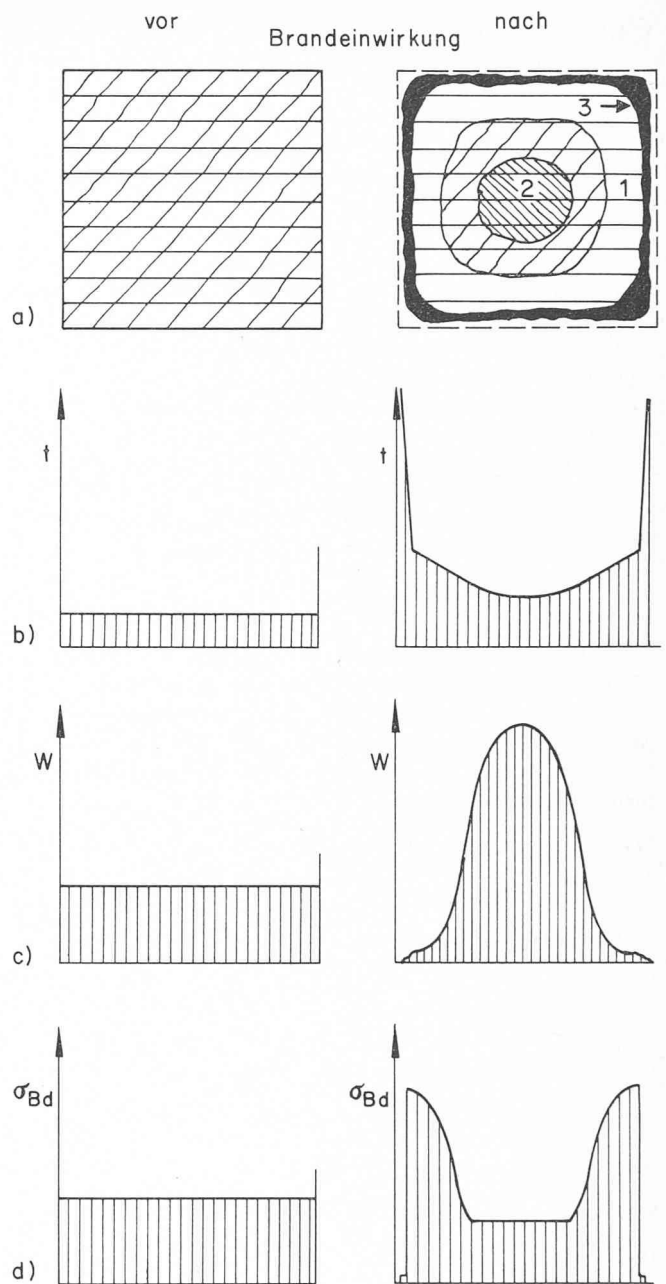 vor nach
Brandeinwirkung
3
1
2
a)
t t
b)
W W
c)
σBd σBd
d)